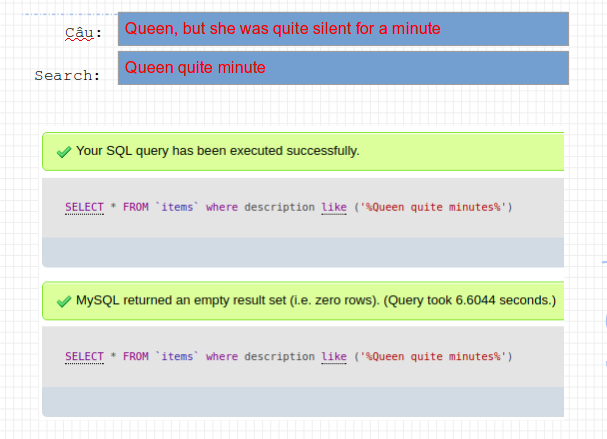 Câu: Queen, but she was quite silent for a minute
Search: Queen quite minute
Your SQL query has been executed successfully.
SELECT * FROM `items` where description like ('%Queen quite minutes%')
MySQL returned an empty result set (i.e. zero rows). (Query took 6.6044 seconds.)
SELECT * FROM `items` where description like ('%Queen quite minutes%')